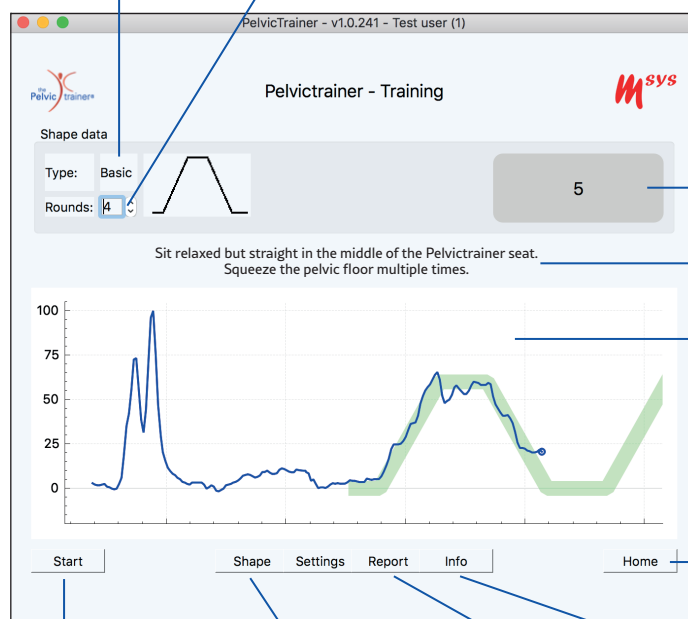 PelvicTrainer - v1.0.241 - Test user (1)
the
Pelvic trainer®
Pelvictrainer - Training
Msys
Shape data
Type: Basic
Rounds: 4
5
Sit relaxed but straight in the middle of the Pelvictrainer seat.
Squeeze the pelvic floor multiple times.
100
75
50
25
0
Start Shape Settings Report Info Home